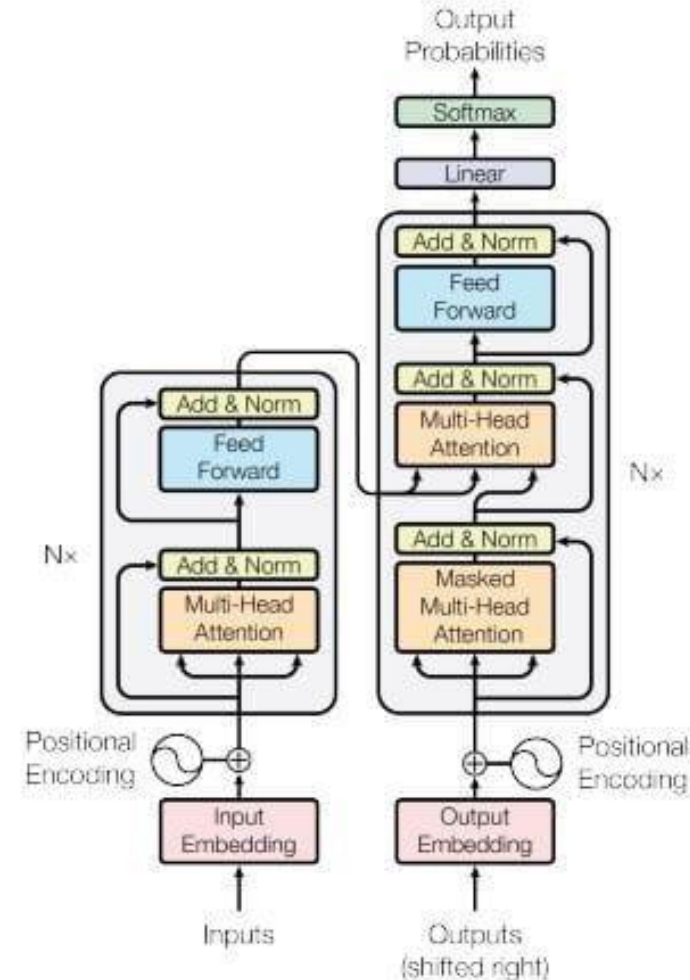 Output
Probabilities
Softmax
Linear
Add & Norm
Feed
Forward
Add & Norm
Multi-Head
Attention
Nx
Add & Norm
Masked
Multi-Head
Attention
Add & Norm
Feed
Forward
Nx
Add & Norm
Multi-Head
Attention
Positional
Encoding
Positional
Encoding
Input
Embedding
Output
Embedding
Inputs
Outputs
(shifted right)